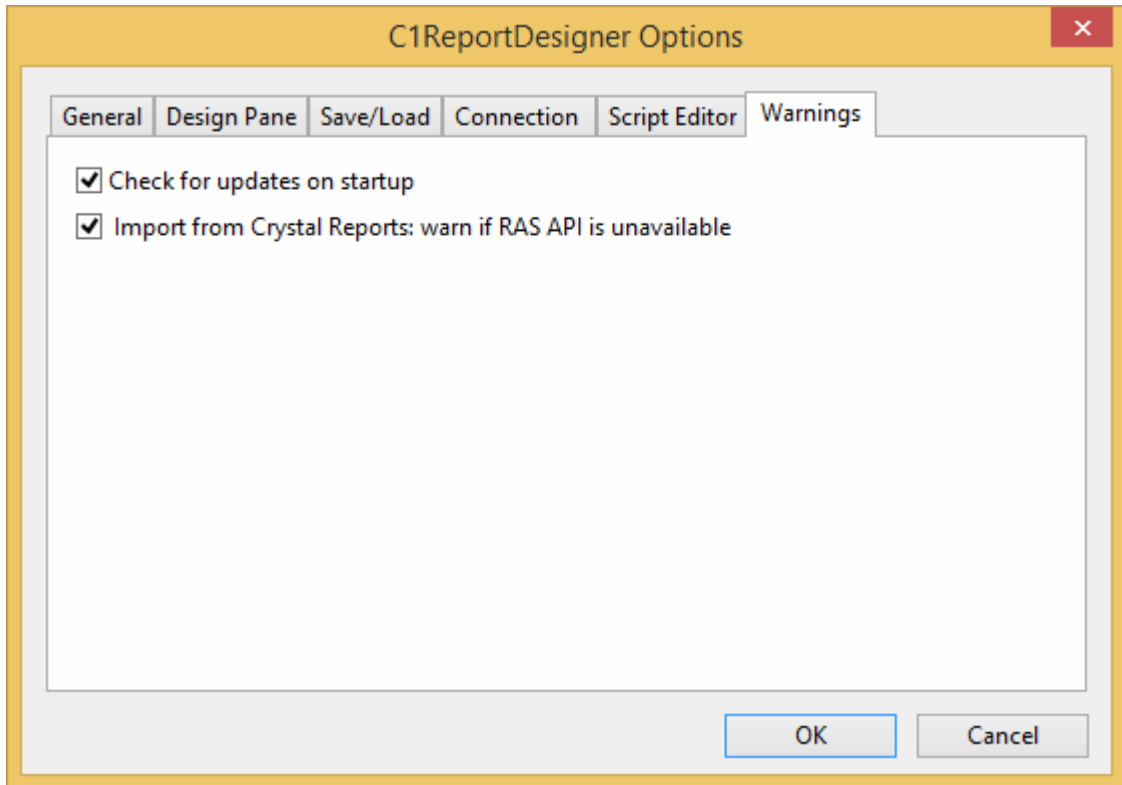 C1ReportDesigner Options
General Design Pane Save/Load Connection Script Editor Warnings
Check for updates on startup
Import from Crystal Reports: warn if RAS API is unavailable
OK Cancel